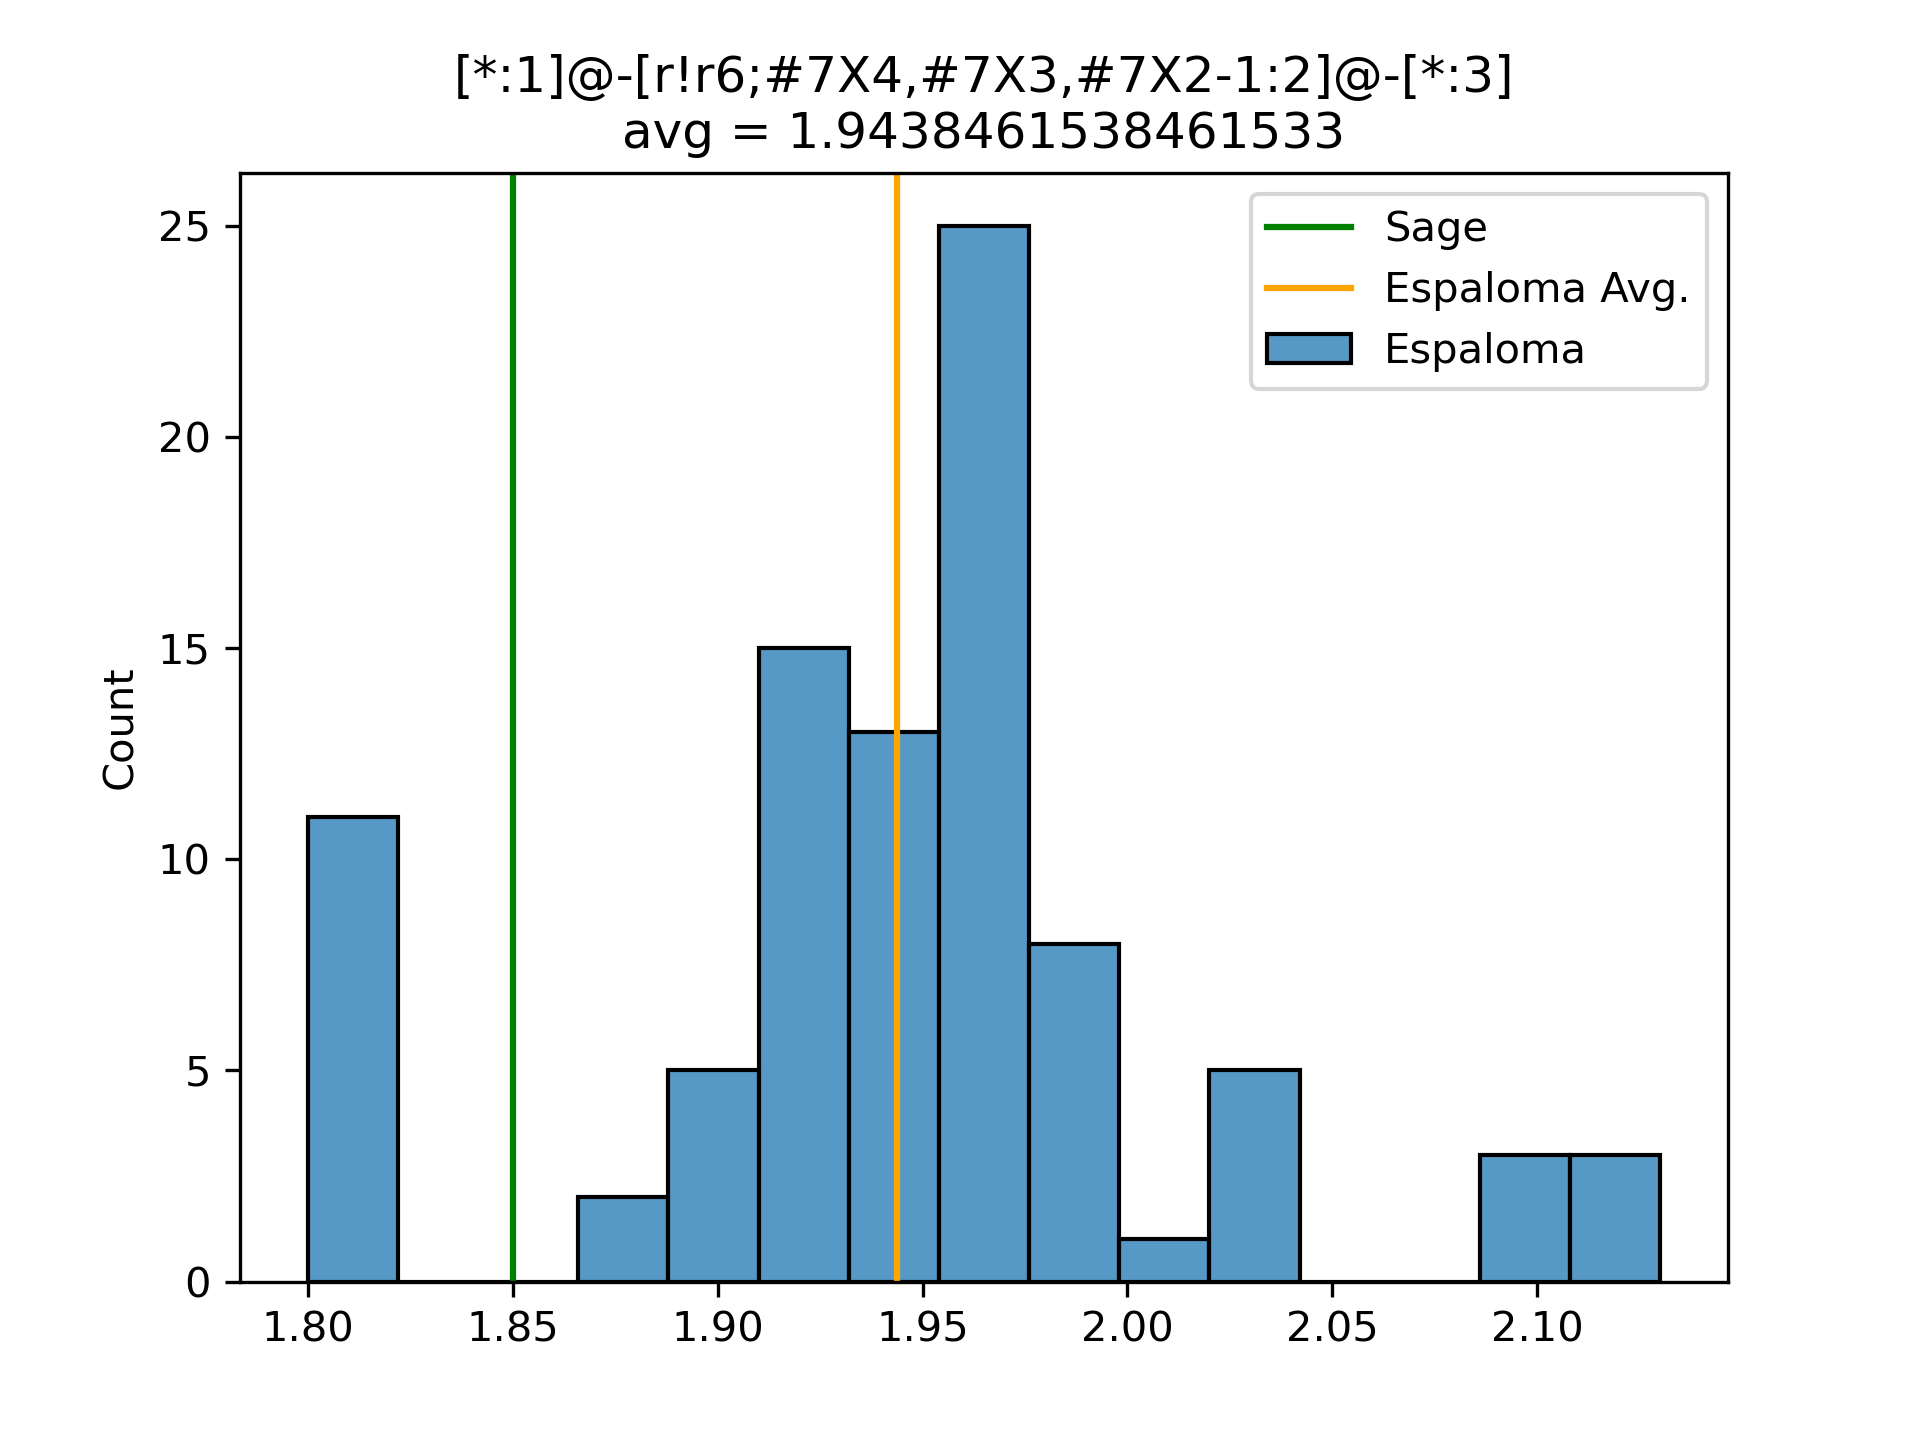 [*:1]@-[r!r6;#7X4,#7X3,#7X2-1:2]@-[*:3]
avg = 1.9438461538461533
Sage
Espaloma Avg.
Espaloma
25
20
15
10
5
0
Count
1.80 1.85 1.90 1.95 2.00 2.05 2.10